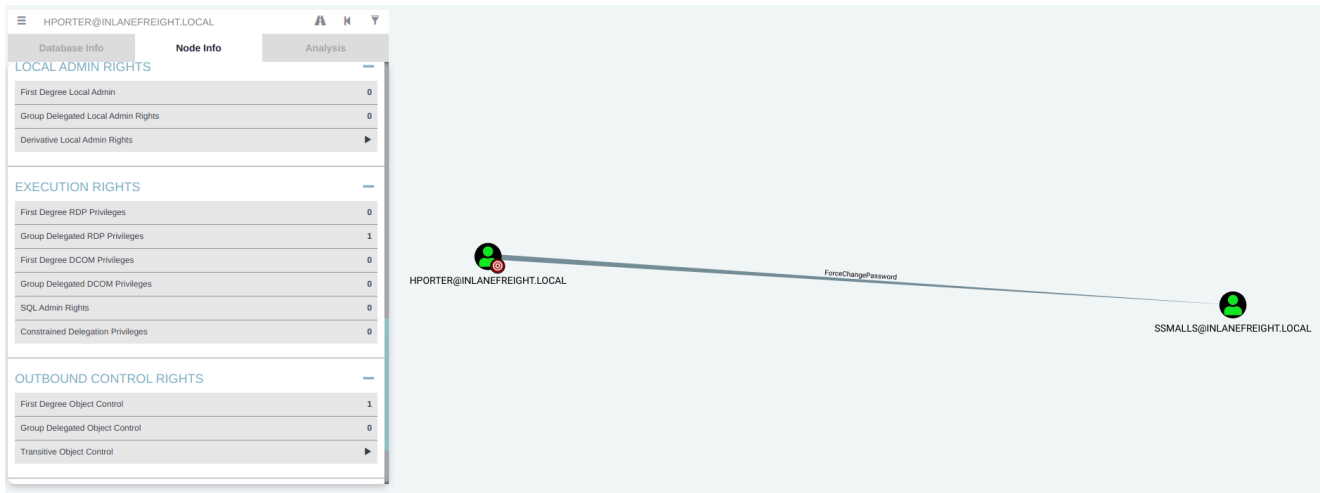 HPORTER@INLANEFREIGHT.LOCAL
Database Info Node Info Analysis
LOCAL ADMIN RIGHTS
First Degree Local Admin 0
Group Delegated Local Admin Rights 0
Derivative Local Admin Rights
EXECUTION RIGHTS
First Degree RDP Privileges 0
Group Delegated RDP Privileges 1
First Degree DCOM Privileges 0
Group Delegated DCOM Privileges 0
SQL Admin Rights 0
Constrained Delegation Privileges 0
OUTBOUND CONTROL RIGHTS
First Degree Object Control 1
Group Delegated Object Control 0
Transitive Object Control
HPORTER@INLANEFREIGHT.LOCAL
ForceChangePassword
SSMALLS@INLANEFREIGHT.LOCAL